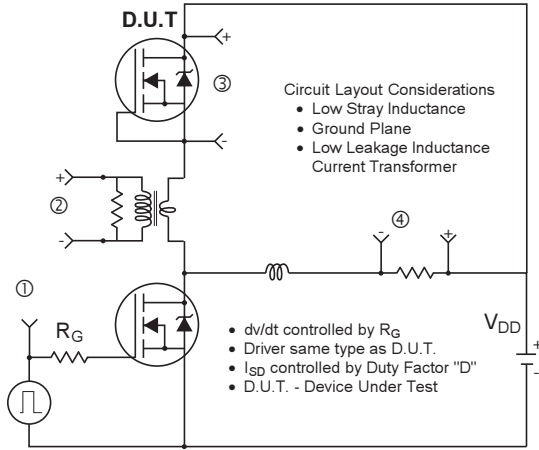 D.U.T
+
③
-
Circuit Layout Considerations
• Low Stray Inductance
• Ground Plane
• Low Leakage Inductance
Current Transformer
+
②
-
④
- +
①
R_G
• dv/dt controlled by R_G
• Driver same type as D.U.T.
• I_SD controlled by Duty Factor "D"
• D.U.T. - Device Under Test
V_DD
+
-